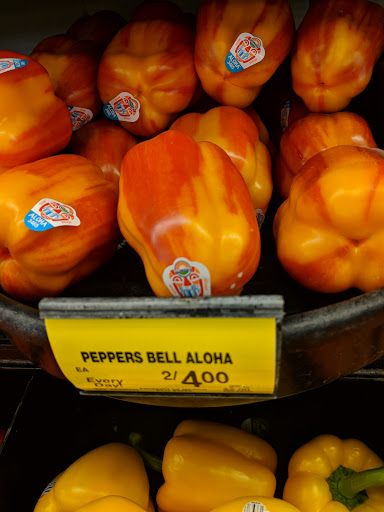 ALOHA
PEPPERS BELL ALOHA
EA
2/4.00
Every
Day!